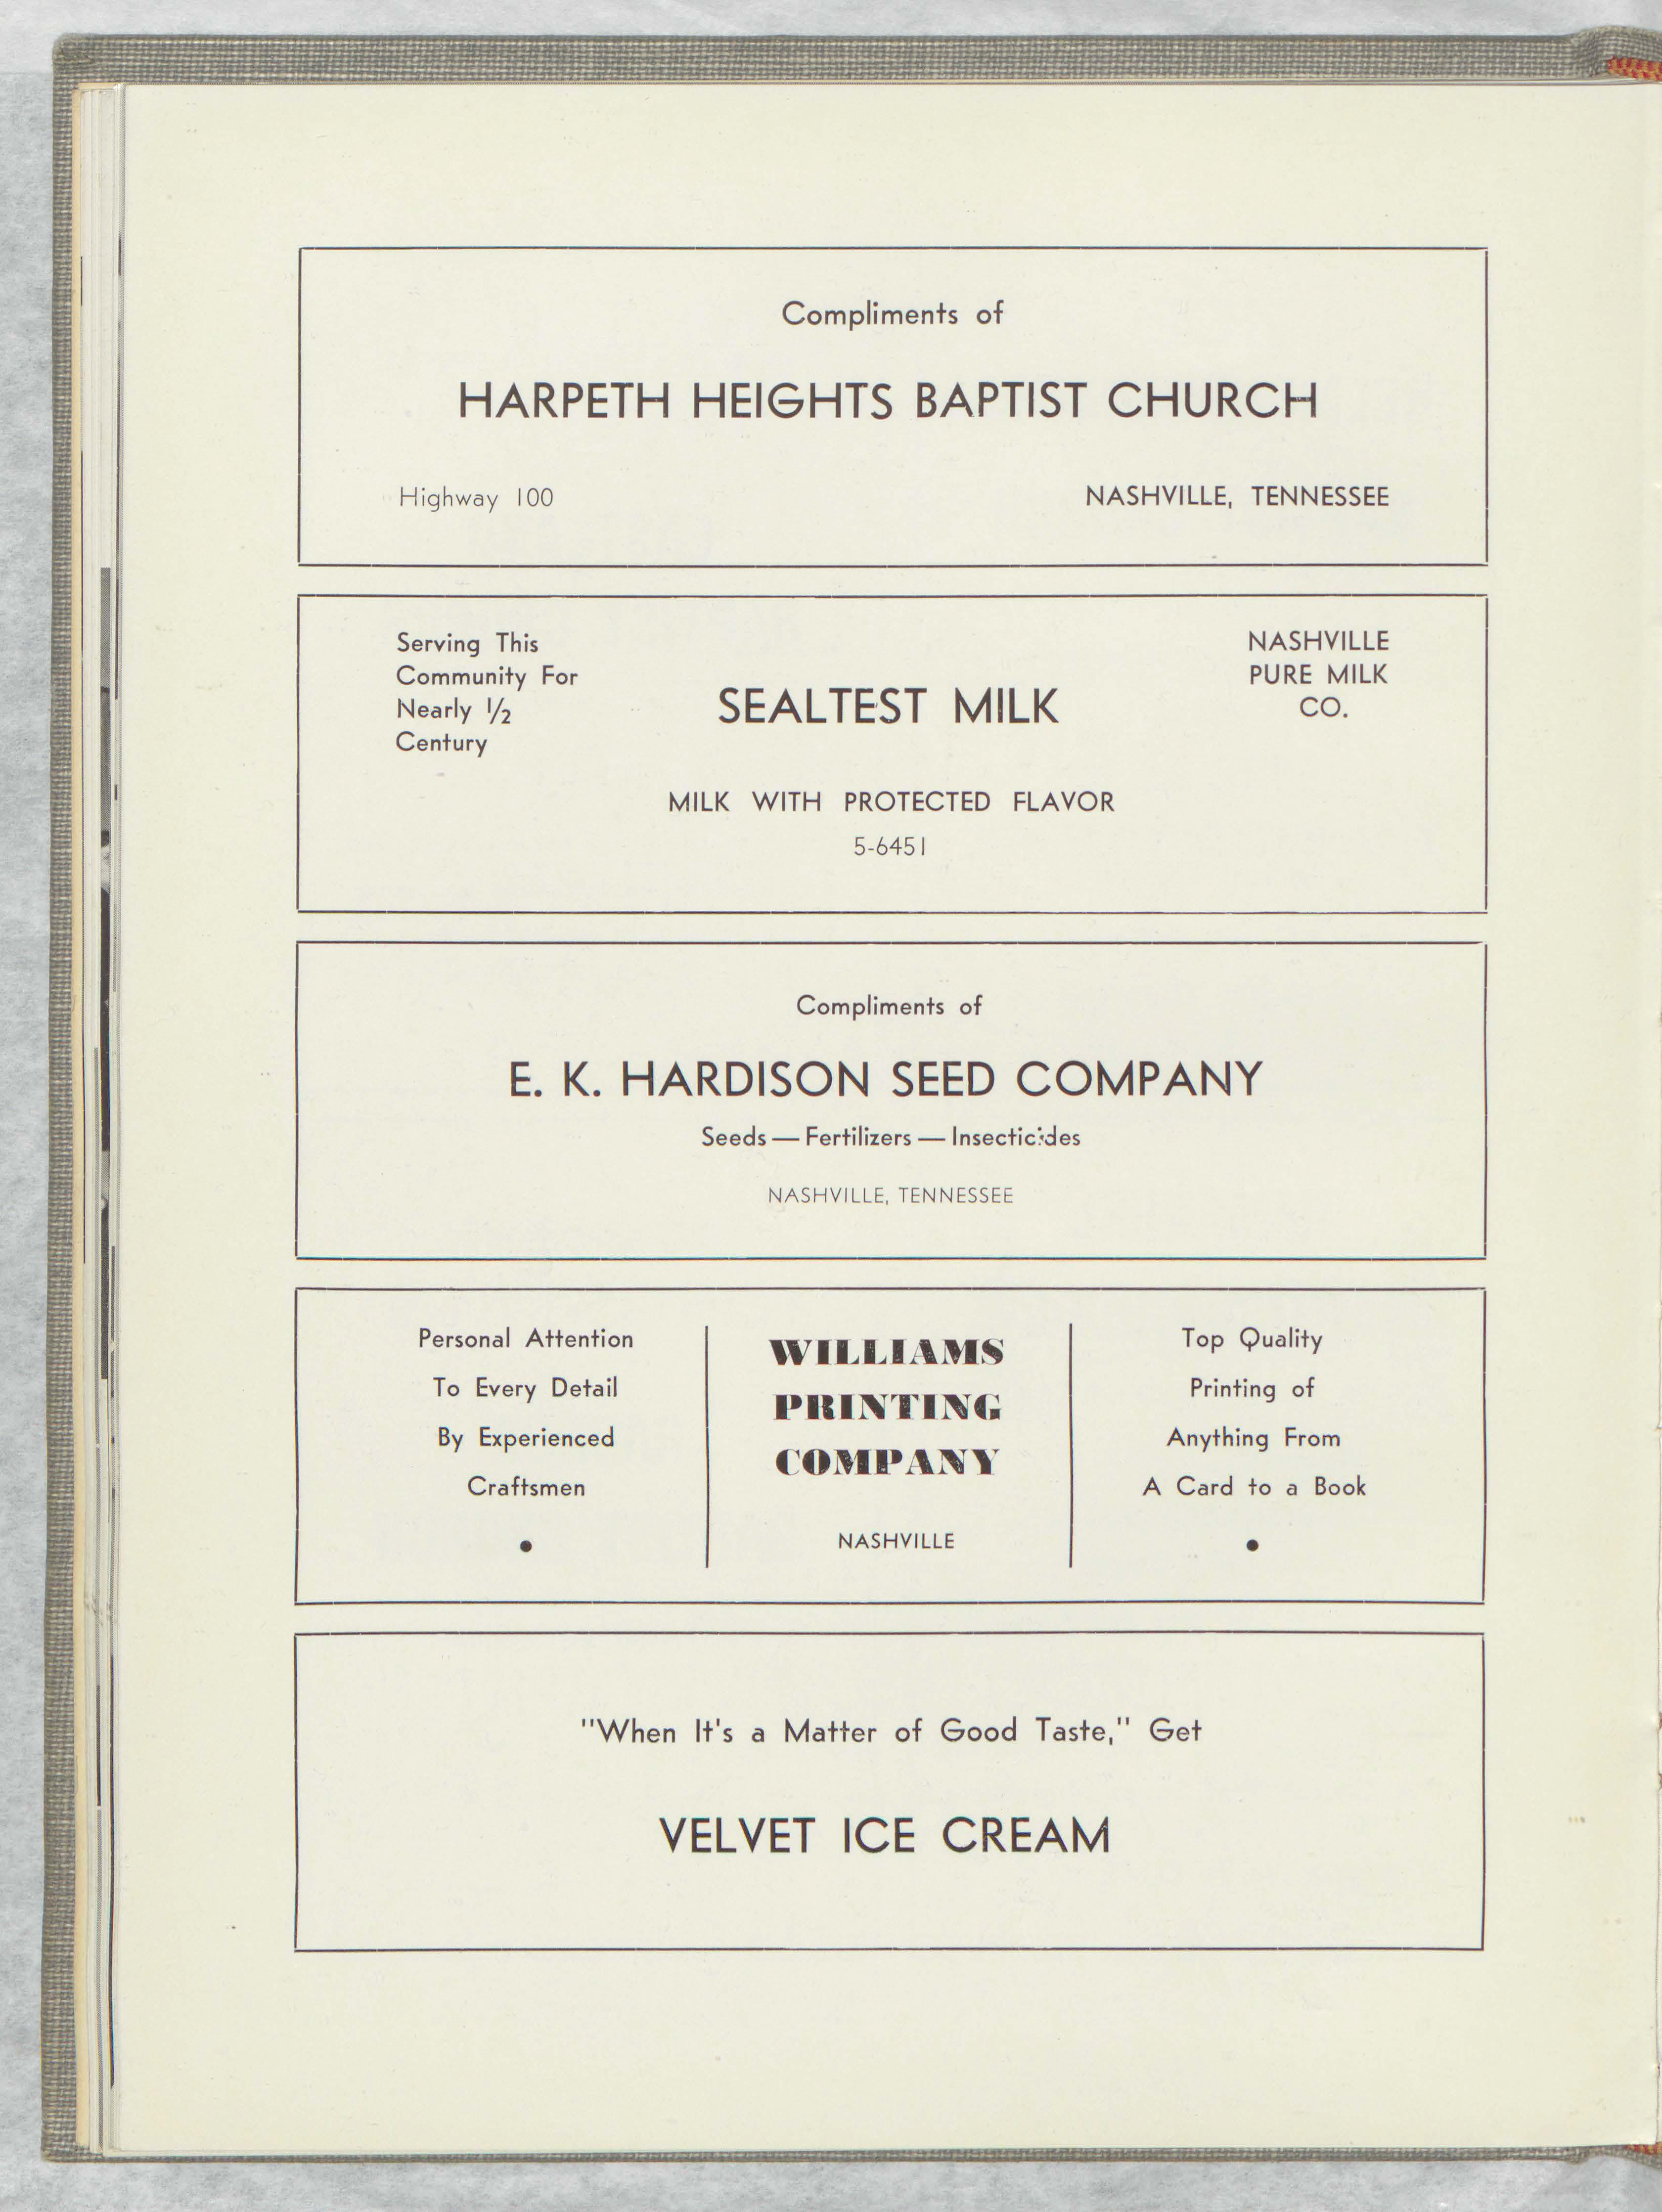 Compliments of
HARPETH HEIGHTS BAPTIST CHURCH
Highway 100
NASHVILLE, TENNESSEE
Serving This
Community For
Nearly 1/2
Century
SEALTEST MILK
NASHVILLE
PURE MILK
CO.
MILK WITH PROTECTED FLAVOR
5-6451
Compliments of
E. K. HARDISON SEED COMPANY
Seeds — Fertilizers — Insecticides
NASHVILLE, TENNESSEE
Personal Attention
To Every Detail
By Experienced
Craftsmen
•
WILLIAMS
PRINTING
COMPANY
NASHVILLE
Top Quality
Printing of
Anything From
A Card to a Book
•
"When It's a Matter of Good Taste," Get
VELVET ICE CREAM